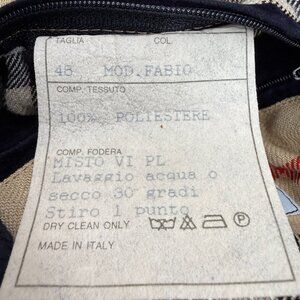 TAGLIA COL.
48 MOD.FABIO
COMP. TESSUTO
100% POLIESTERE
COMP. FODERA
MISTO VI PL
Lavaggio acqua o
secco 30 gradi
Stiro 1 punto
DRY CLEAN ONLY P
MADE IN ITALY